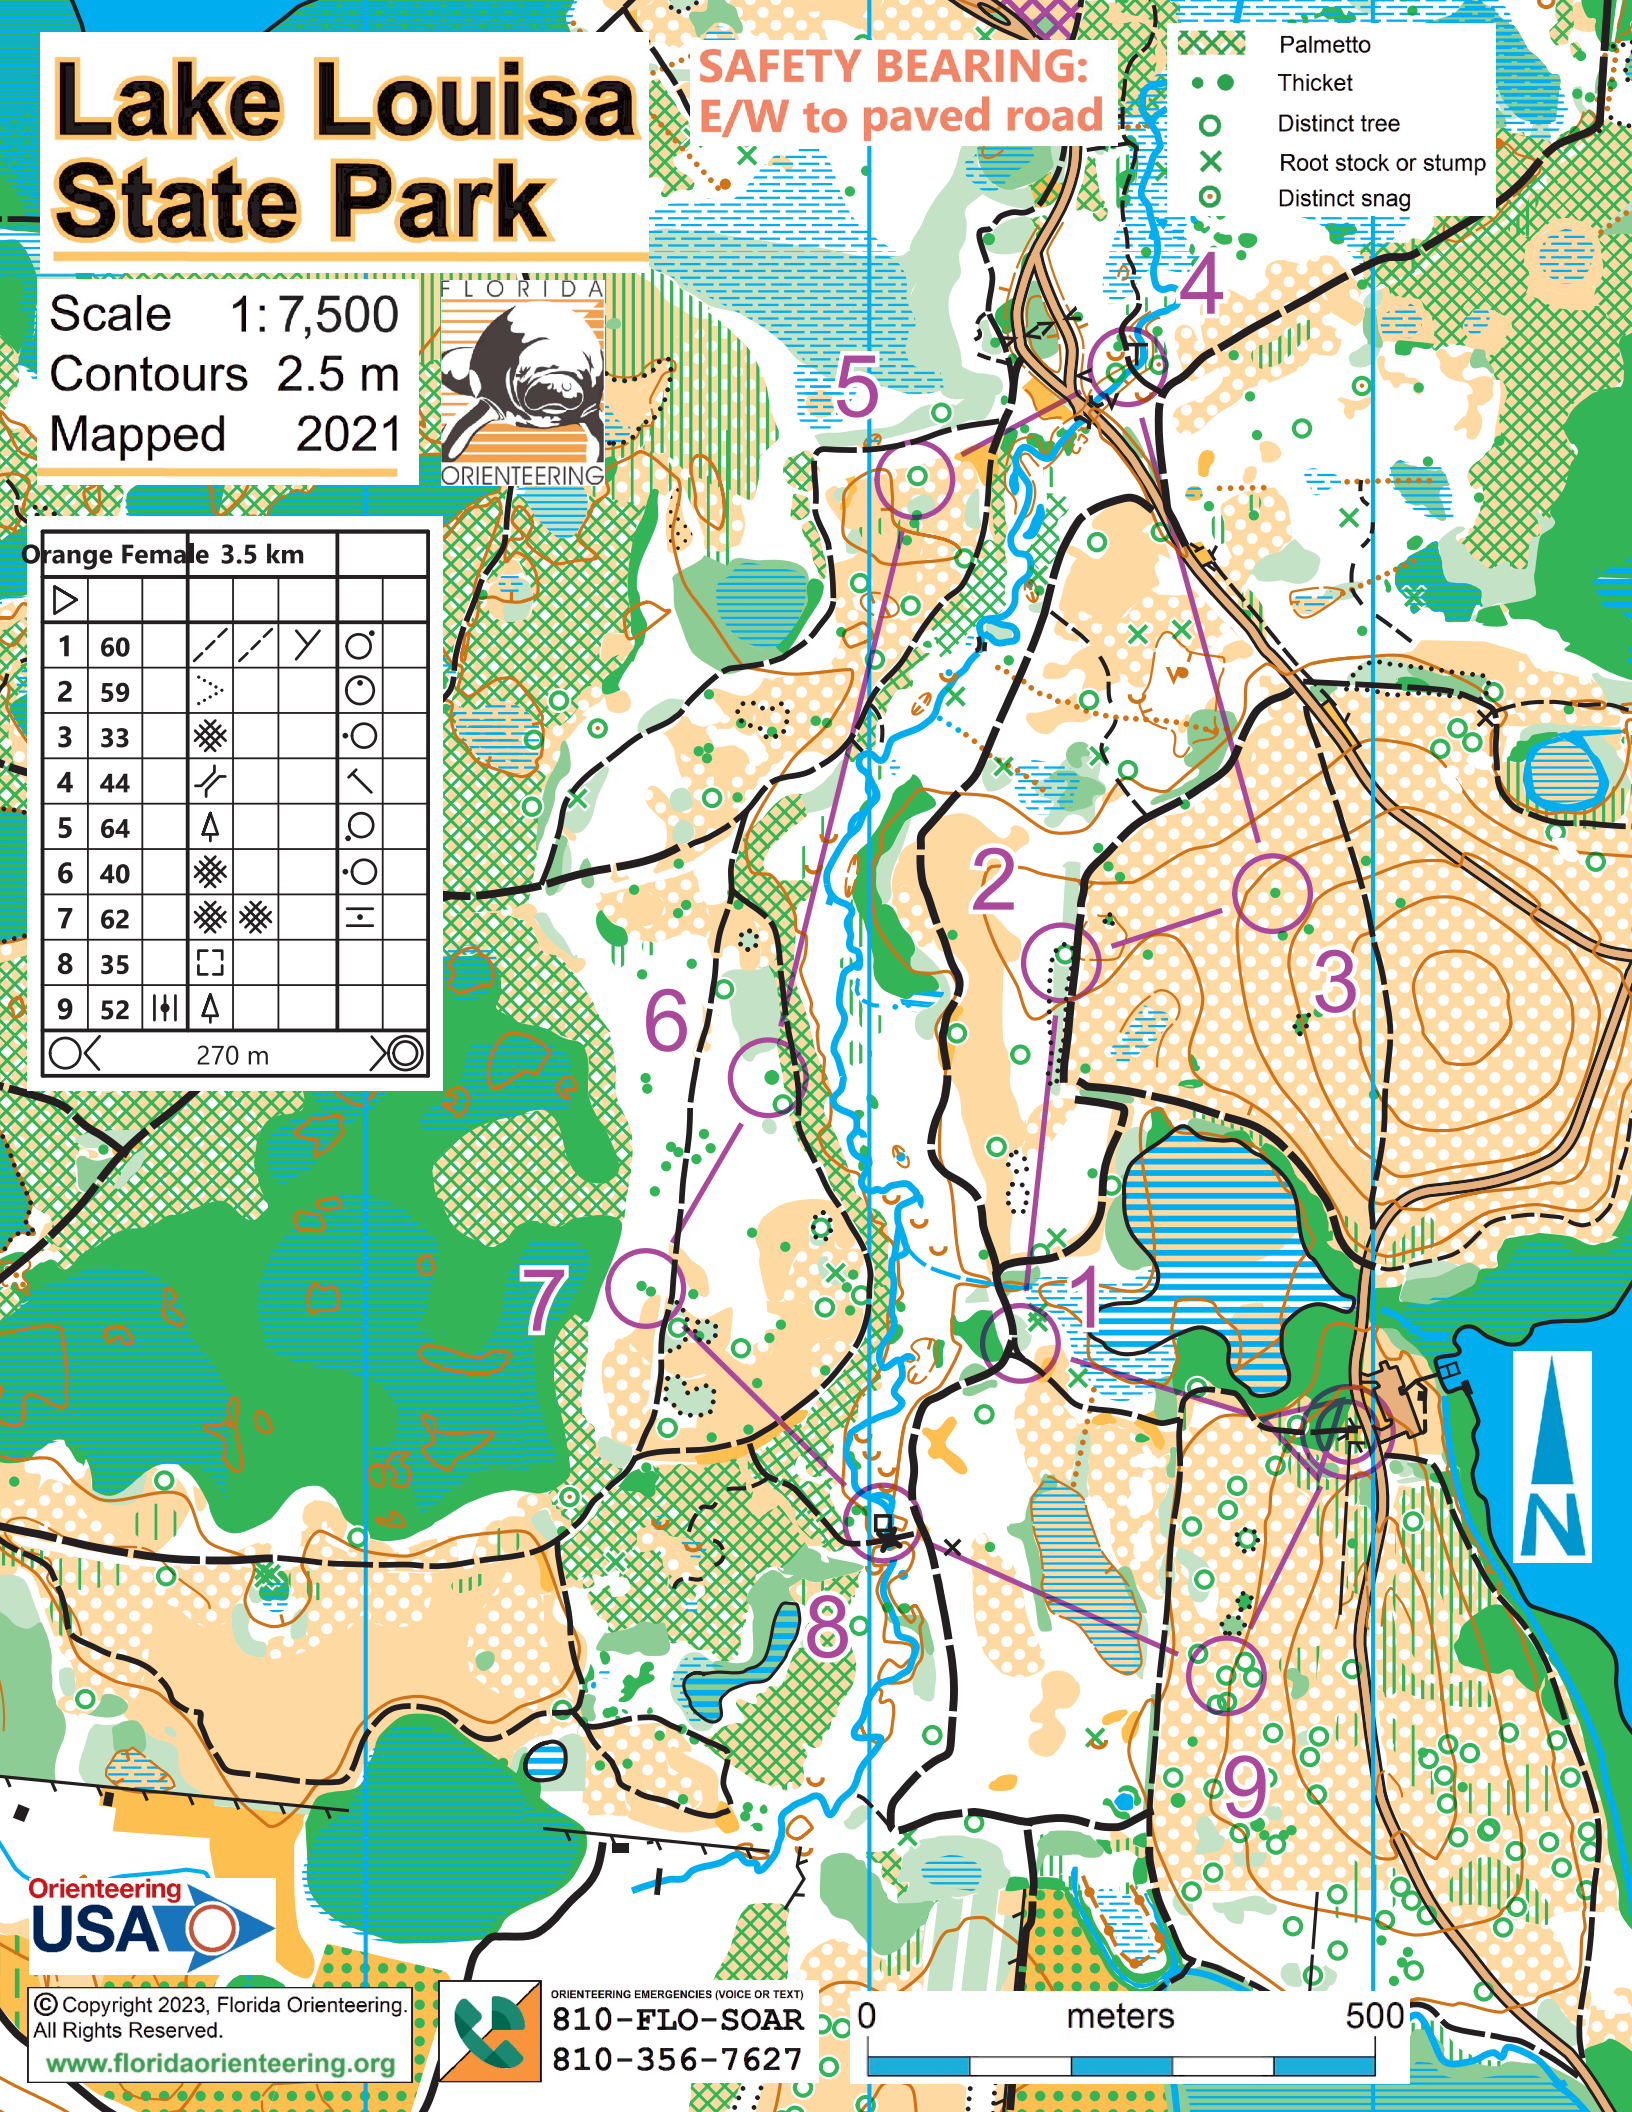 Lake Louisa
State Park
SAFETY BEARING:
E/W to paved road
Palmetto
Thicket
Distinct tree
Root stock or stump
Distinct snag
Scale 1:7,500
Contours 2.5 m
Mapped 2021
FLORIDA
ORIENTEERING
Orange Female 3.5 km
1 60
2 59
3 33
4 44
5 64
6 40
7 62
8 35
9 52
270 m
4
5
2
3
6
1
7
8
9
N
Orienteering
USA
© Copyright 2023, Florida Orienteering.
All Rights Reserved.
www.floridaorienteering.org
ORIENTEERING EMERGENCIES (VOICE OR TEXT)
810-FLO-SOAR
810-356-7627
0 meters 500